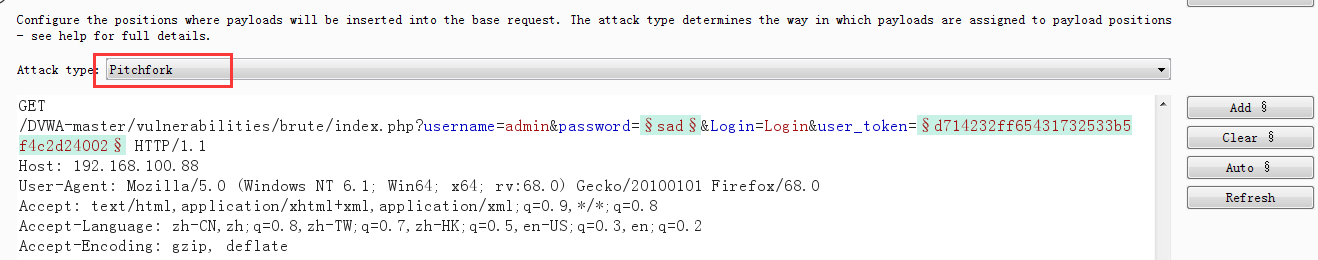 Configure the positions where payloads will be inserted into the base request. The attack type determines the way in which payloads are assigned to payload positions
- see help for full details.
Attack type: Pitchfork
GET
/DVWA-master/vulnerabilities/brute/index.php?username=admin&password=§sad§&Login=Login&user_token=§d714232ff65431732533b5
f4c2d24002§ HTTP/1.1
Host: 192.168.100.88
User-Agent: Mozilla/5.0 (Windows NT 6.1; Win64; x64; rv:68.0) Gecko/20100101 Firefox/68.0
Accept: text/html,application/xhtml+xml,application/xml;q=0.9,*/*;q=0.8
Accept-Language: zh-CN,zh;q=0.8,zh-TW;q=0.7,zh-HK;q=0.5,en-US;q=0.3,en;q=0.2
Accept-Encoding: gzip, deflate
Add §
Clear §
Auto §
Refresh